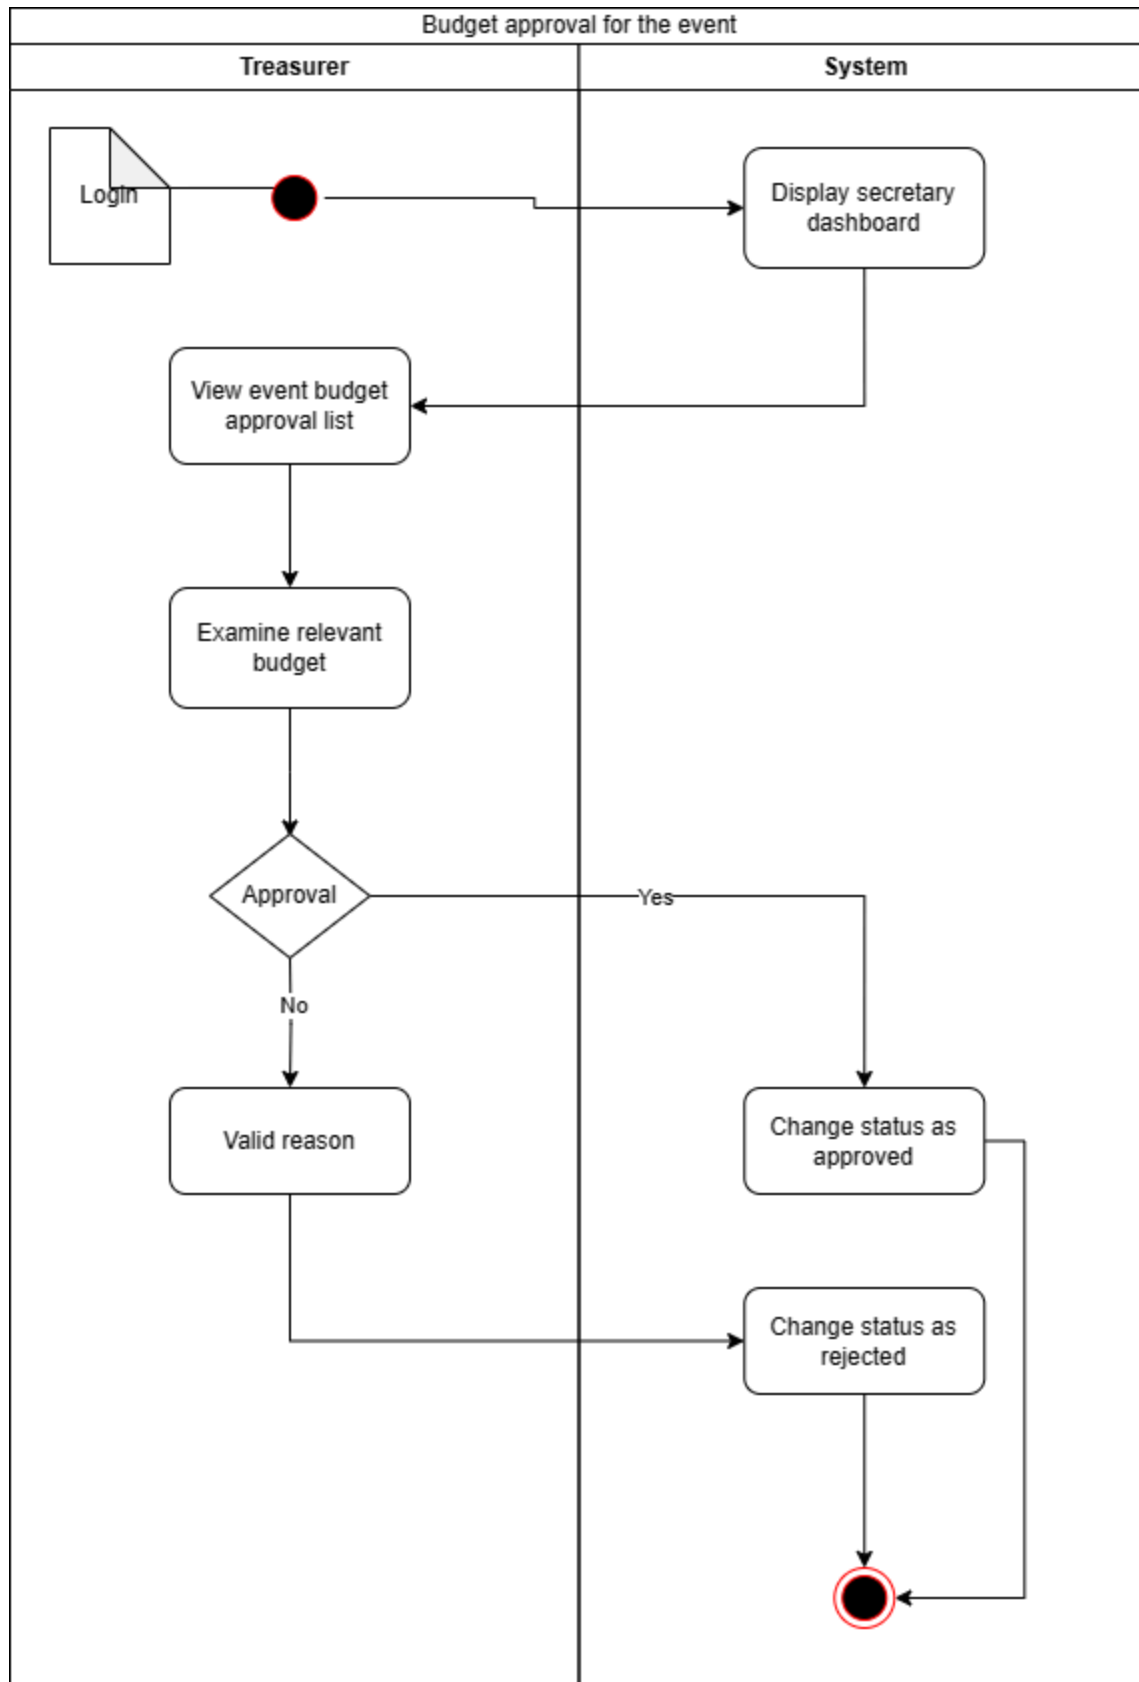 Budget approval for the event
Treasurer
System
Login
Display secretary
dashboard
View event budget
approval list
Examine relevant
budget
Approval
Yes
No
Valid reason
Change status as
approved
Change status as
rejected